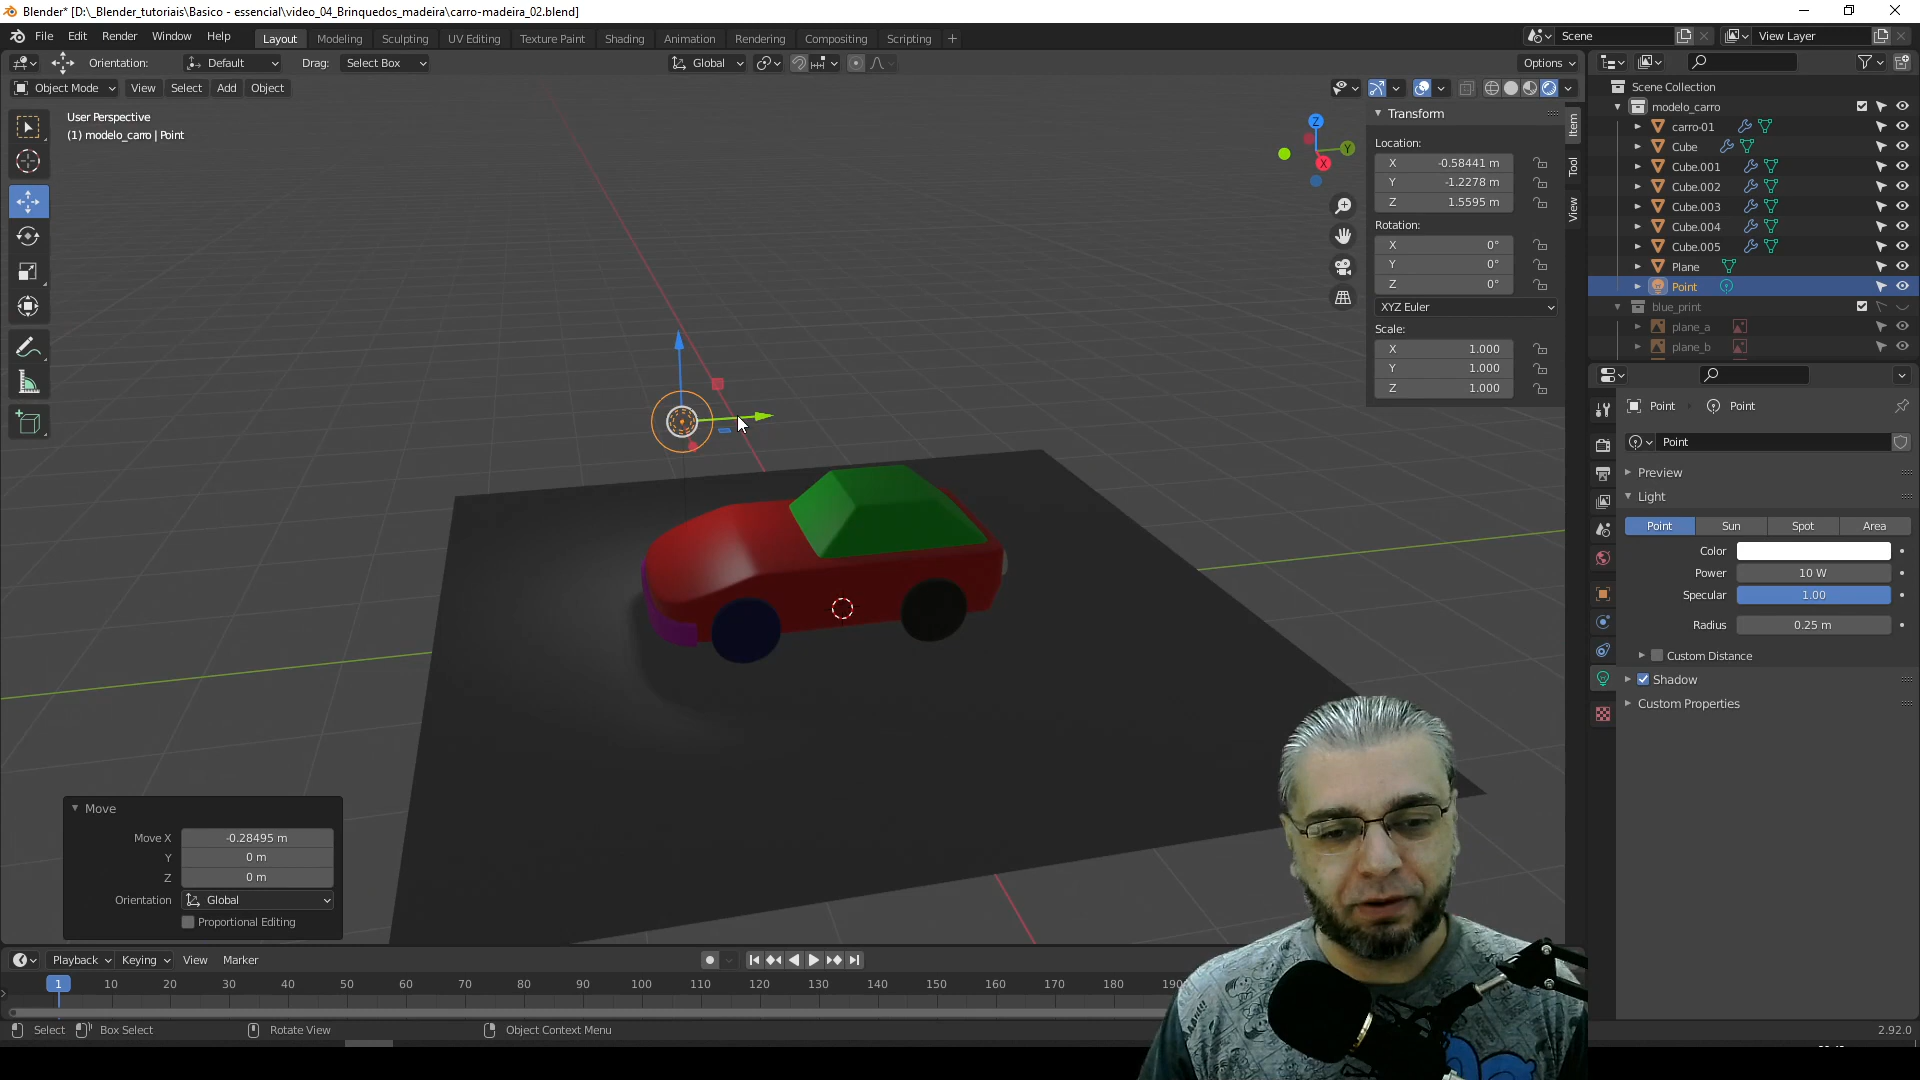 Blender* [D:\_Blender_tutoriais\Basico - essencial\video_04_Brinquedos_madeira\carro-madeira_02.blend]
File Edit Render Window Help Layout Modeling Sculpting UV Editing Texture Paint Shading Animation Rendering Compositing Scripting + Scene View Layer
Orientation: Default Drag: Select Box Global Options
Object Mode View Select Add Object
User Perspective
(1) modelo_carro | Point
Z
Y
X
Transform
Location:
X -0.58441 m
Y -1.2278 m
Z 1.5595 m
Rotation:
X 0°
Y 0°
Z 0°
XYZ Euler
Scale:
X 1.000
Y 1.000
Z 1.000
Item
Tool
View
Scene Collection
modelo_carro
carro-01
Cube
Cube.001
Cube.002
Cube.003
Cube.004
Cube.005
Plane
Point
blue_print
plane_a
plane_b
Point Point
Point
Preview
Light
Point Sun Spot Area
Color
Power 10 W
Specular 1.00
Radius 0.25 m
Custom Distance
Shadow
Custom Properties
Move
Move X -0.28495 m
Y 0 m
Z 0 m
Orientation Global
Proportional Editing
Playback Keying View Marker
1 10 20 30 40 50 60 70 80 90 100 110 120 130 140 150 160 170 180 190
Select Box Select Rotate View Object Context Menu 2.92.0